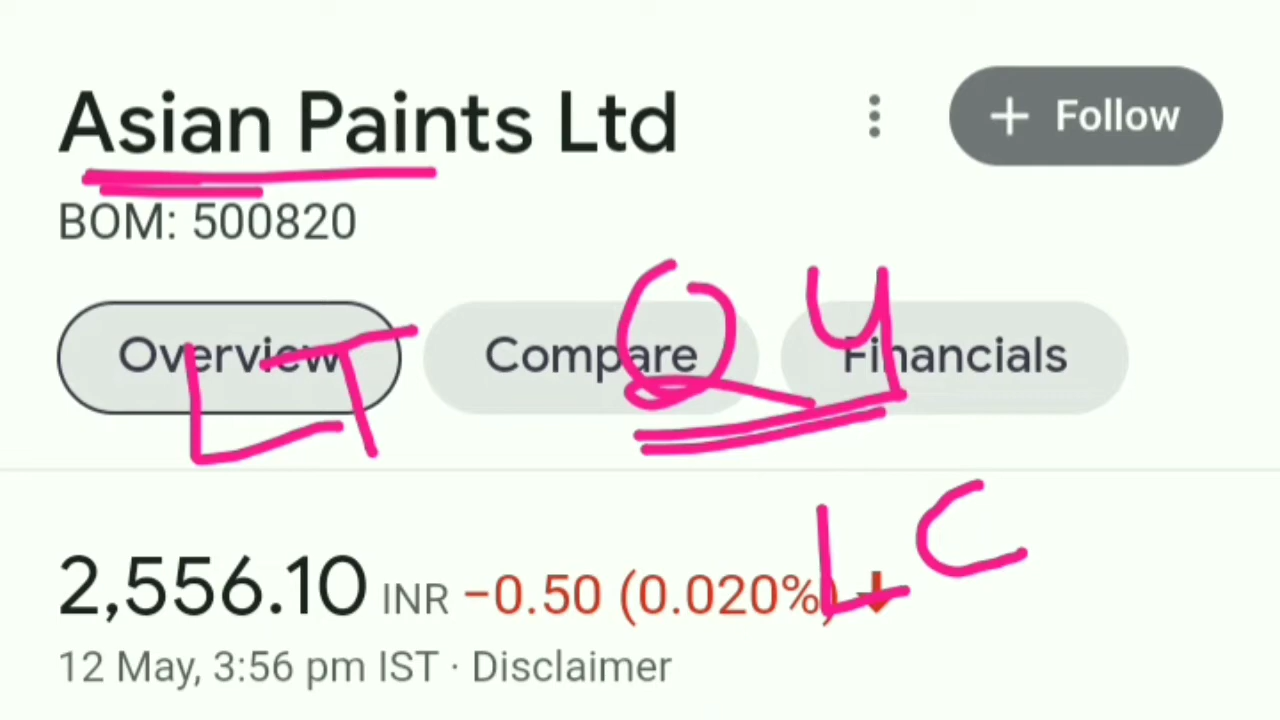 Asian Paints Ltd
+ Follow
BOM: 500820
Overview
Compare
Financials
LT
Q4
LC
2,556.10 INR −0.50 (0.020%)
12 May, 3:56 pm IST · Disclaimer